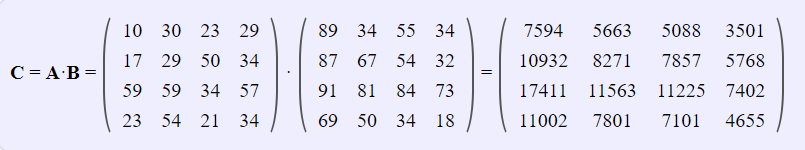 10 30 23 29 89 34 55 34 7594 5663 5088 3501
17 29 50 34 87 67 54 32 10932 8271 7857 5768
C = A·B = · =
59 59 34 57 91 81 84 73 17411 11563 11225 7402
23 54 21 34 69 50 34 18 11002 7801 7101 4655